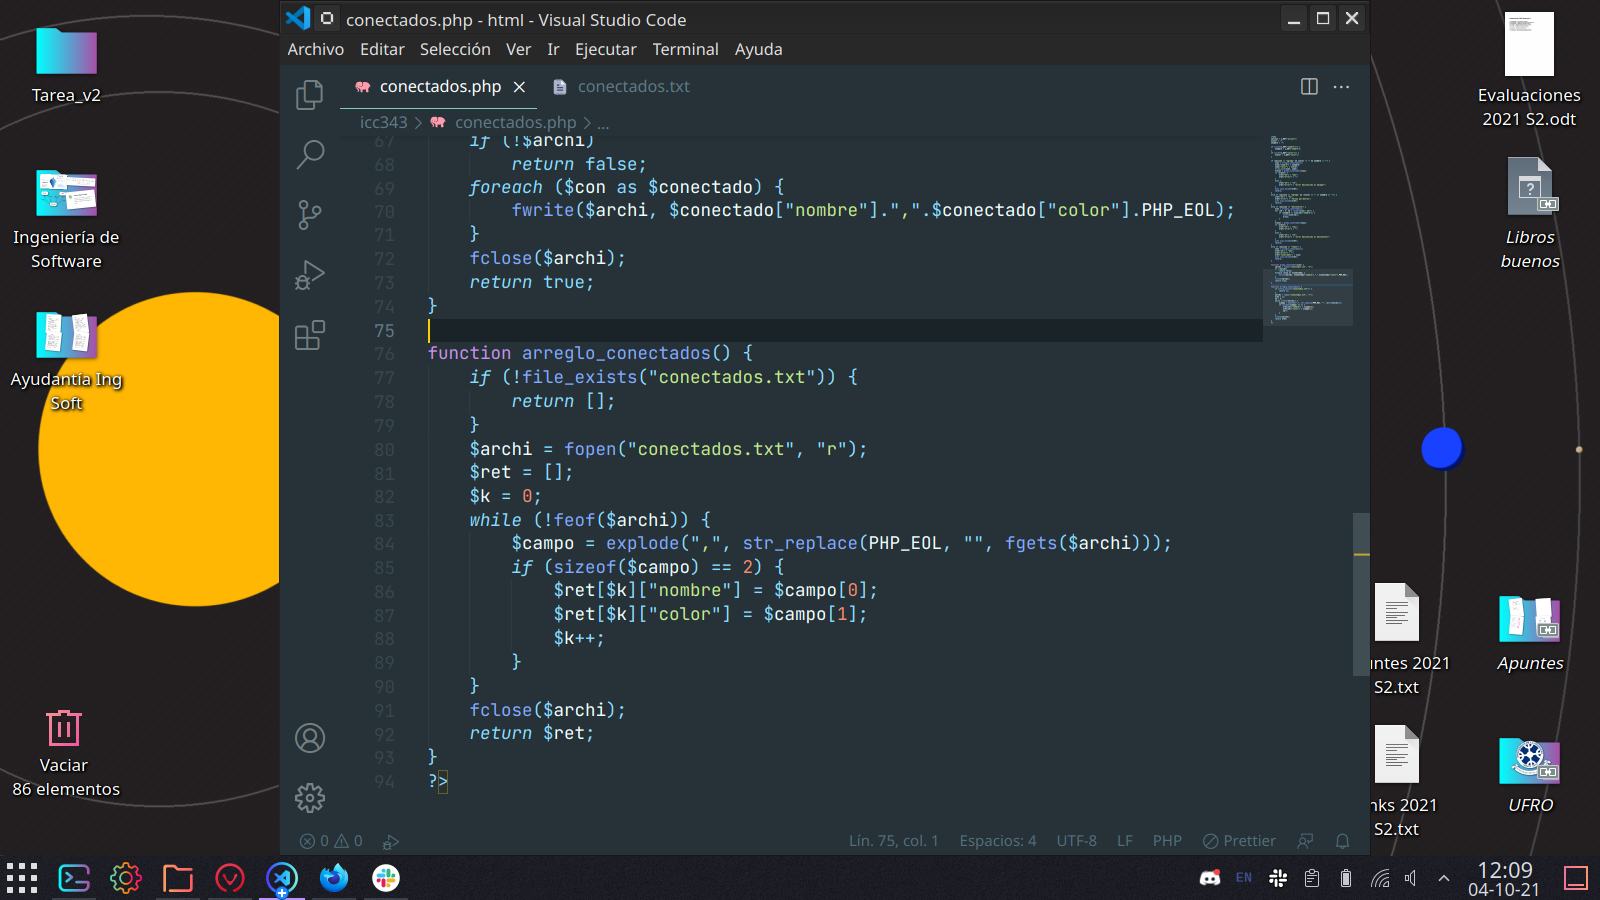 conectados.php - html - Visual Studio Code
Archivo Editar Selección Ver Ir Ejecutar Terminal Ayuda
conectados.php conectados.txt
icc343 > conectados.php > ...
67 if (!$archi)
68 return false;
69 foreach ($con as $conectado) {
70 fwrite($archi, $conectado["nombre"].",".$conectado["color"].PHP_EOL);
71 }
72 fclose($archi);
73 return true;
74 }
75
76 function arreglo_conectados() {
77 if (!file_exists("conectados.txt")) {
78 return [];
79 }
80 $archi = fopen("conectados.txt", "r");
81 $ret = [];
82 $k = 0;
83 while (!feof($archi)) {
84 $campo = explode(",", str_replace(PHP_EOL, "", fgets($archi)));
85 if (sizeof($campo) == 2) {
86 $ret[$k]["nombre"] = $campo[0];
87 $ret[$k]["color"] = $campo[1];
88 $k++;
89 }
90 }
91 fclose($archi);
92 return $ret;
93 }
94 ?>
0 0
Lín. 75, col. 1 Espacios: 4 UTF-8 LF PHP Prettier
Tarea_v2
Ingeniería de
Software
Ayudantía Ing
Soft
Vaciar
86 elementos
Evaluaciones
2021 S2.odt
Libros
buenos
ntes 2021
S2.txt
Apuntes
nks 2021
S2.txt
UFRO
EN
12:09
04-10-21